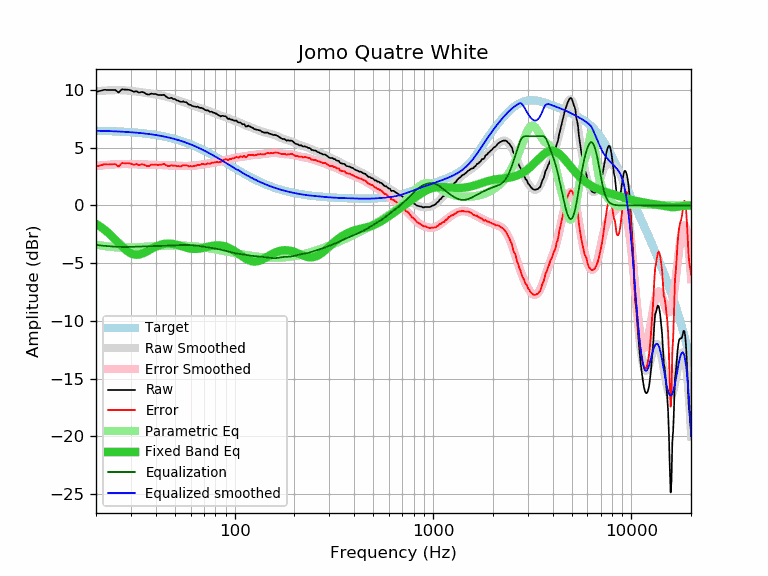 Jomo Quatre White
10
5
0
−5
−10
−15
−20
−25
Amplitude (dBr)
Target
Raw Smoothed
Error Smoothed
Raw
Error
Parametric Eq
Fixed Band Eq
Equalization
Equalized smoothed
100
1000
10000
Frequency (Hz)